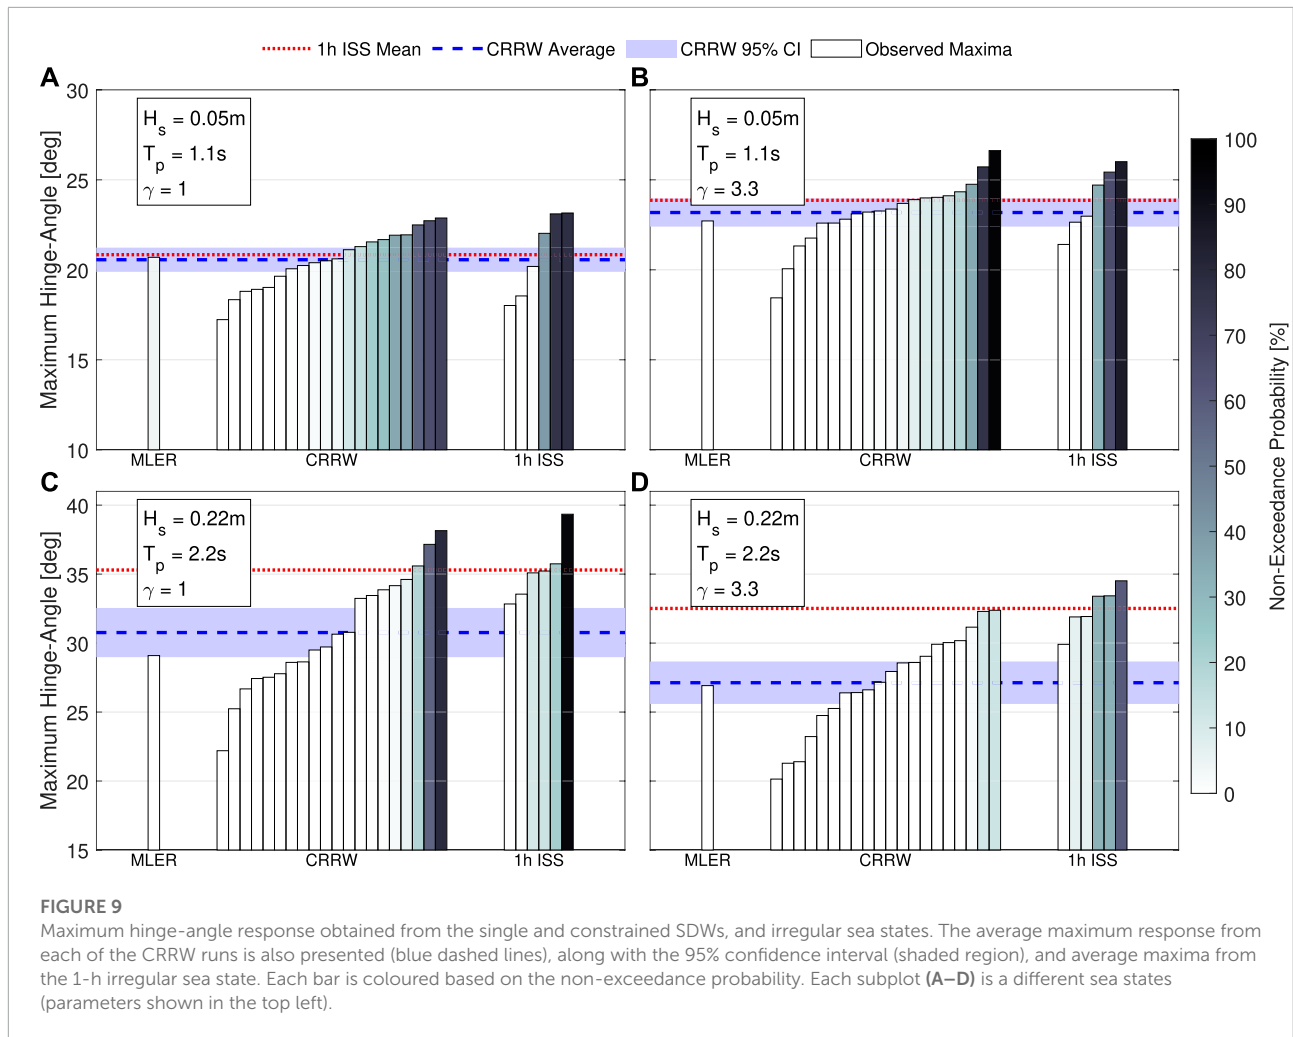 1h ISS Mean CRRW Average CRRW 95% CI Observed Maxima
A
30
25
20
15
10
Maximum Hinge-Angle [deg]
H_s = 0.05m
T_p = 1.1s
γ = 1
MLER CRRW 1h ISS
B
H_s = 0.05m
T_p = 1.1s
γ = 3.3
MLER CRRW 1h ISS
C
40
35
30
25
20
15
Maximum Hinge-Angle [deg]
H_s = 0.22m
T_p = 2.2s
γ = 1
MLER CRRW 1h ISS
D
H_s = 0.22m
T_p = 2.2s
γ = 3.3
MLER CRRW 1h ISS
100
90
80
70
60
50
40
30
20
10
0
Non-Exceedance Probability [%]
FIGURE 9
Maximum hinge-angle response obtained from the single and constrained SDWs, and irregular sea states. The average maximum response from
each of the CRRW runs is also presented (blue dashed lines), along with the 95% confidence interval (shaded region), and average maxima from
the 1-h irregular sea state. Each bar is coloured based on the non-exceedance probability. Each subplot (A–D) is a different sea states
(parameters shown in the top left).